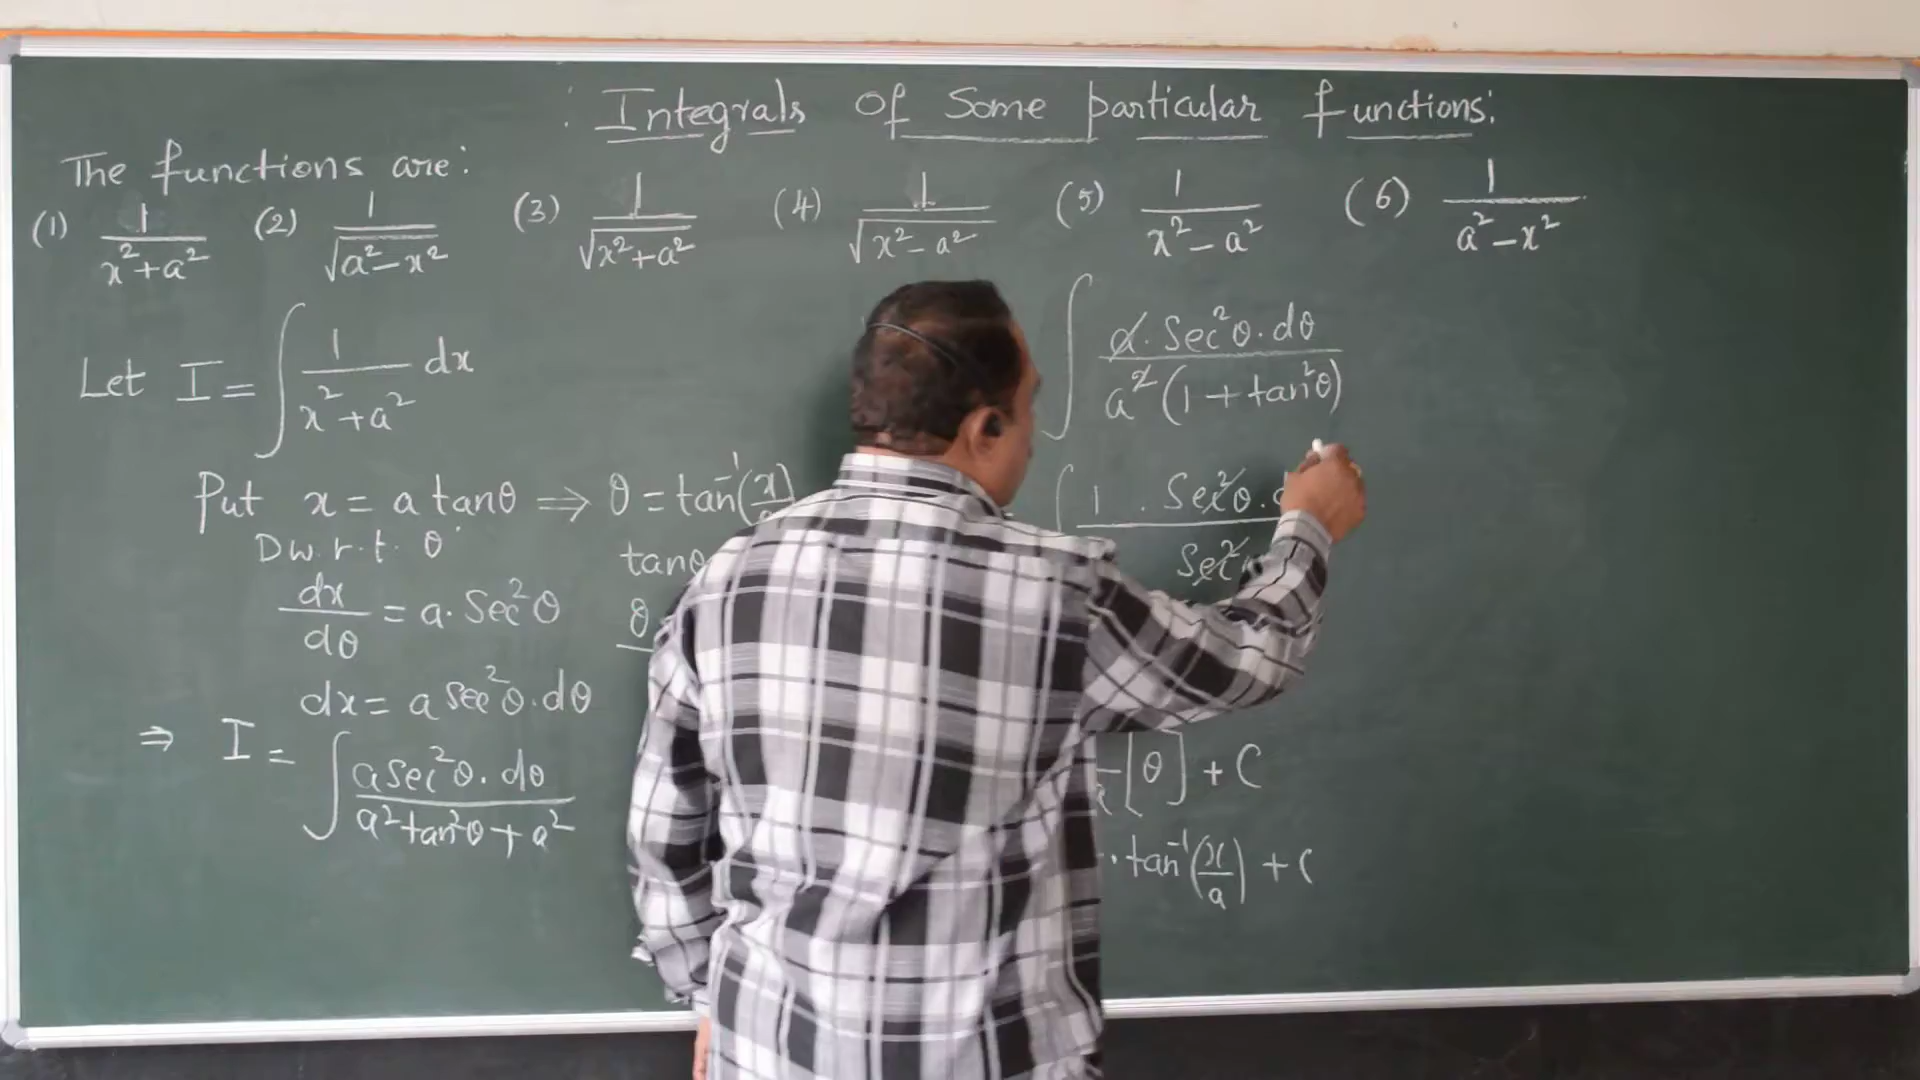 : Integrals Of Some particular functions:
The functions are:
(1) 1/(x²+a²) (2) 1/√(a²-x²) (3) 1/√(x²+a²) (4) 1/√(x²-a²) (5) 1/(x²-a²) (6) 1/(a²-x²)
Let I = ∫ 1/(x²+a²) dx
Put x = a tanθ ⇒ θ = tan⁻¹(x/
D w.r.t. θ
tanθ
dx/dθ = a. Sec²θ
θ
dx = a sec²θ.dθ
⇒ I = ∫ asec²θ. dθ/(a²tan²θ + a²)
∫ a. Sec²θ. dθ/(a²(1 + tan²θ))
∫ 1 . Sec²θ.
Sec²
[θ] + C
. tan⁻¹(x/a) + C